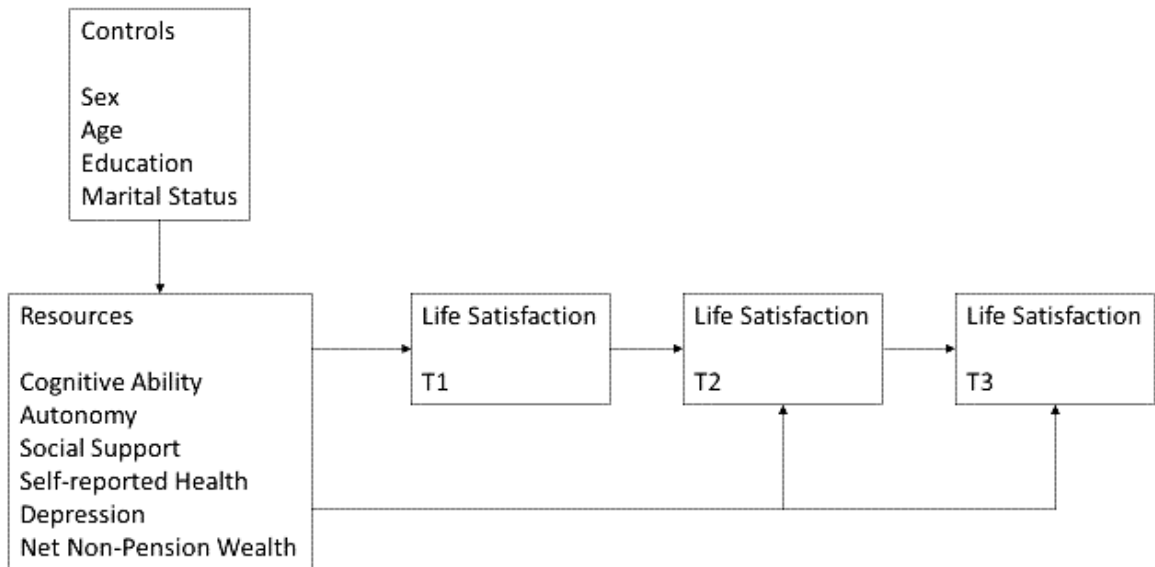 Controls
Sex
Age
Education
Marital Status
Resources
Cognitive Ability
Autonomy
Social Support
Self-reported Health
Depression
Net Non-Pension Wealth
Life Satisfaction
T1
Life Satisfaction
T2
Life Satisfaction
T3